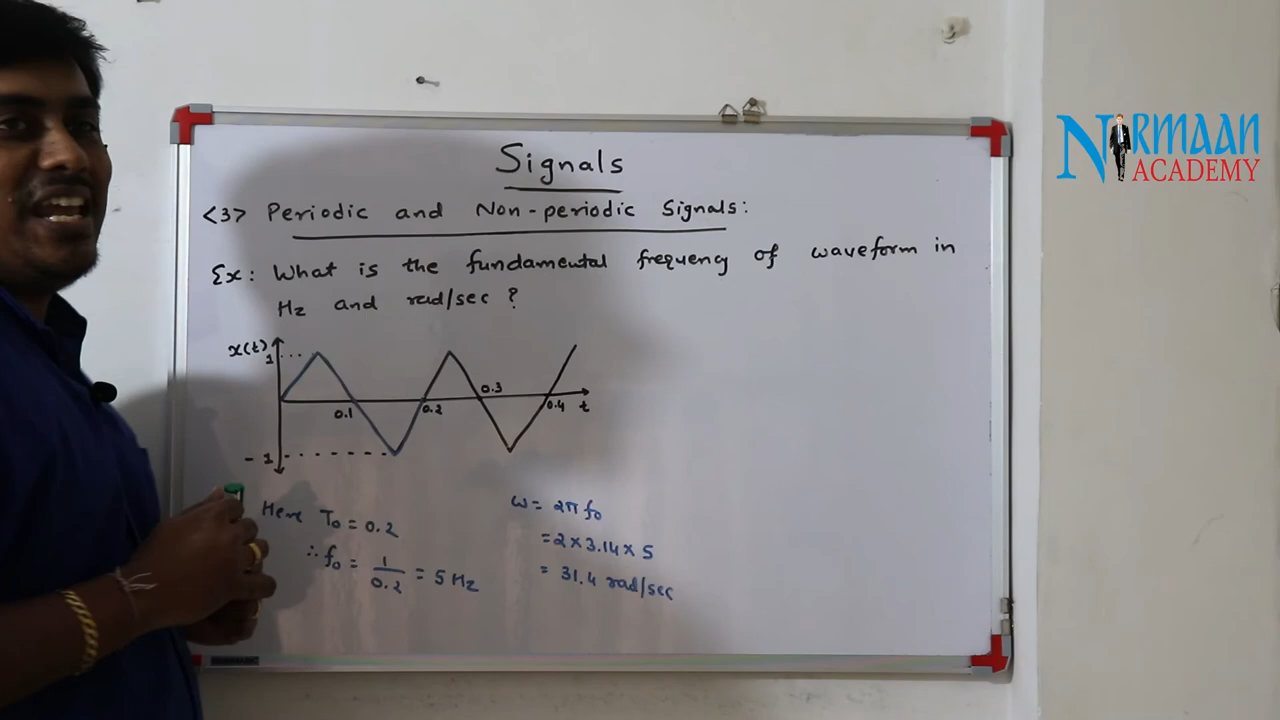 Signals
<3> Periodic and Non-periodic Signals:
Ex: What is the fundamental frequency of waveform in
Hz and rad/sec ?
x(t)
1
0.1
0.2
0.3
0.4
t
-1
Here T₀ = 0.2
∴ f₀ = 1/0.2 = 5 Hz
ω = 2π f₀
= 2 × 3.14 × 5
= 31.4 rad/sec
NIRMAAN
ACADEMY